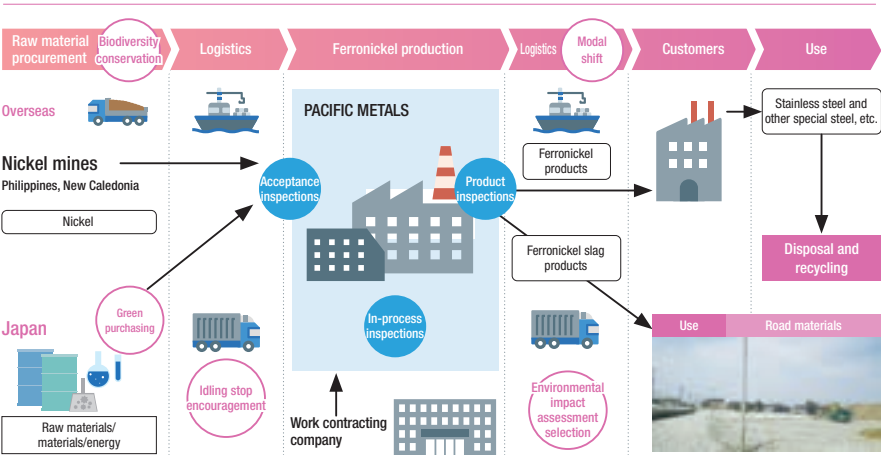 Raw material
procurement
Biodiversity
conservation
Logistics
Ferronickel production
Logistics
Modal
shift
Customers
Use
Overseas
Nickel mines
Philippines, New Caledonia
Nickel
Green
purchasing
Japan
Raw materials/
materials/energy
Idling stop
encouragement
PACIFIC METALS
Acceptance
inspections
Product
inspections
In-process
inspections
Work contracting
company
Ferronickel
products
Ferronickel slag
products
Environmental
impact
assessment
selection
Stainless steel and
other special steel, etc.
Disposal and
recycling
Use
Road materials